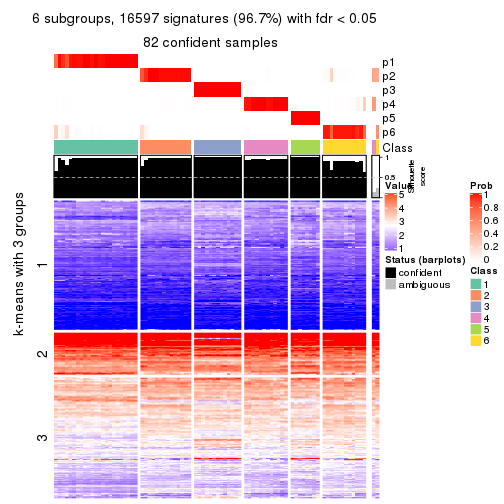 6 subgroups, 16597 signatures (96.7%) with fdr < 0.05
82 confident samples
p1
p2
p3
p4
p5
p6
Class
1
0.5
Silhouette
score
k-means with 3 groups
1
2
3
Value
5
4
3
2
1
Status (barplots)
confident
ambiguous
Prob
1
0.8
0.6
0.4
0.2
0
Class
1
2
3
4
5
6